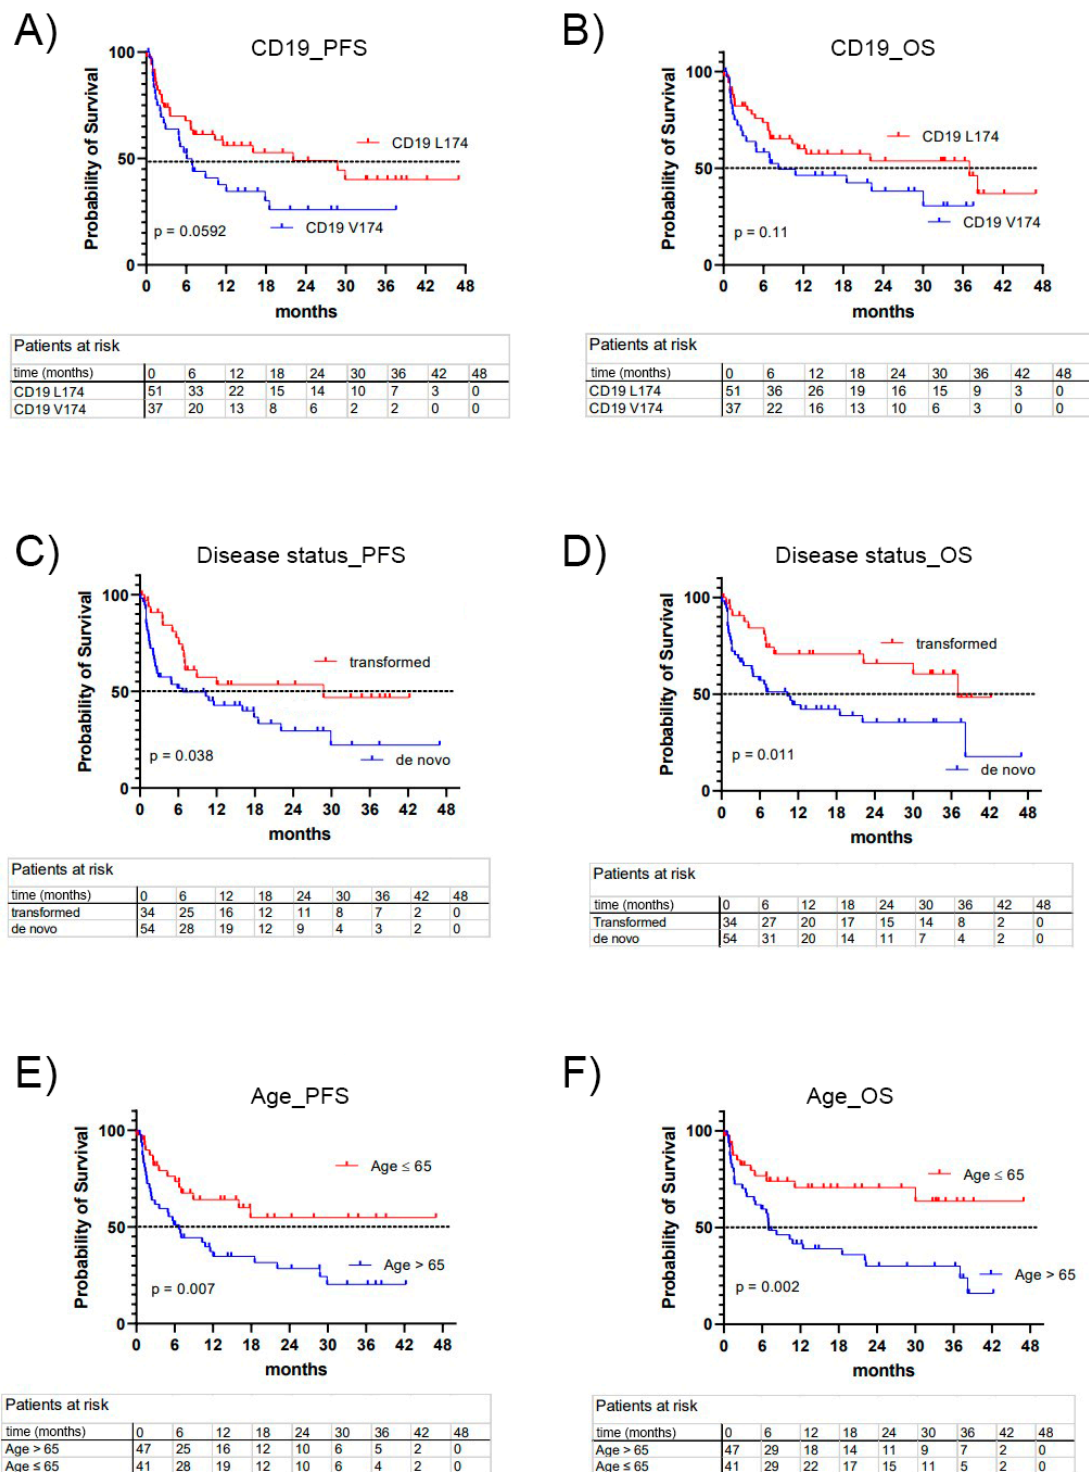 A)
CD19_PFS
100
50
0
Probability of Survival
CD19 L174
CD19 V174
p = 0.0592
0 6 12 18 24 30 36 42 48
months
Patients at risk
time (months) 0 6 12 18 24 30 36 42 48
CD19 L174 51 33 22 15 14 10 7 3 0
CD19 V174 37 20 13 8 6 2 2 0 0
B)
CD19_OS
100
50
0
Probability of Survival
CD19 L174
CD19 V174
p = 0.11
0 6 12 18 24 30 36 42 48
months
Patients at risk
time (months) 0 6 12 18 24 30 36 42 48
CD19 L174 51 36 26 19 16 15 9 3 0
CD19 V174 37 22 16 13 10 6 3 0 0
C)
Disease status_PFS
100
50
0
Probability of Survival
transformed
de novo
p = 0.038
0 6 12 18 24 30 36 42 48
months
Patients at risk
time (months) 0 6 12 18 24 30 36 42 48
transformed 34 25 16 12 11 8 7 2 0
de novo 54 28 19 12 9 4 3 2 0
D)
Disease status_OS
100
50
0
Probability of Survival
transformed
de novo
p = 0.011
0 6 12 18 24 30 36 42 48
months
Patients at risk
time (months) 0 6 12 18 24 30 36 42 48
Transformed 34 27 20 17 15 14 8 2 0
de novo 54 31 20 14 11 7 4 2 0
E)
Age_PFS
100
50
0
Probability of Survival
Age ≤ 65
Age > 65
p = 0.007
0 6 12 18 24 30 36 42 48
months
Patients at risk
time (months) 0 6 12 18 24 30 36 42 48
Age > 65 47 25 16 12 10 6 5 2 0
Age ≤ 65 41 28 19 12 10 6 4 2 0
F)
Age_OS
100
50
0
Probability of Survival
Age ≤ 65
Age > 65
p = 0.002
0 6 12 18 24 30 36 42 48
months
Patients at risk
time (months) 0 6 12 18 24 30 36 42 48
Age > 65 47 29 18 14 11 9 7 2 0
Age ≤ 65 41 29 22 17 15 11 5 2 0